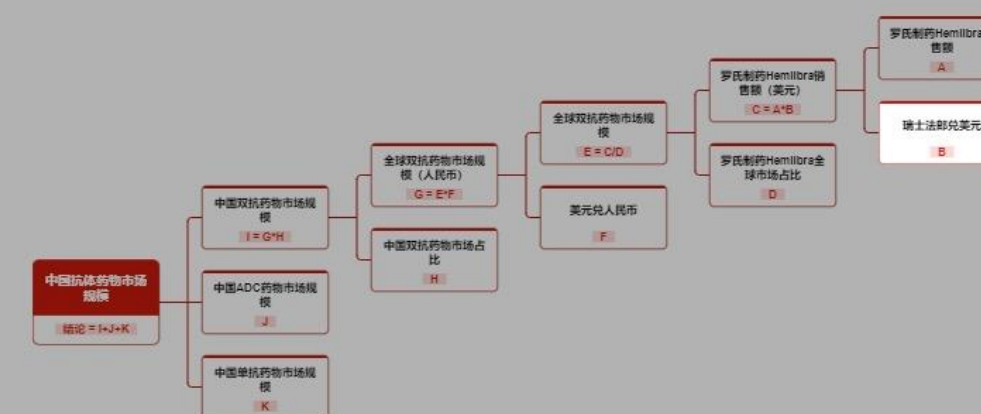 罗氏制药Hemlibra
售额
A
罗氏制药Hemlibra销
售额（美元）
C = A*B
瑞士法郎兑美元
B
全球双抗药物市场规
模
E = C/D
罗氏制药Hemlibra全
球市场占比
D
全球双抗药物市场规
模（人民币）
G = E*F
美元兑人民币
F
中国双抗药物市场规
模
I = G*H
中国双抗药物市场占
比
H
中国抗体药物市场
规模
结论 = I+J+K
中国ADC药物市场规
模
J
中国单抗药物市场规
模
K